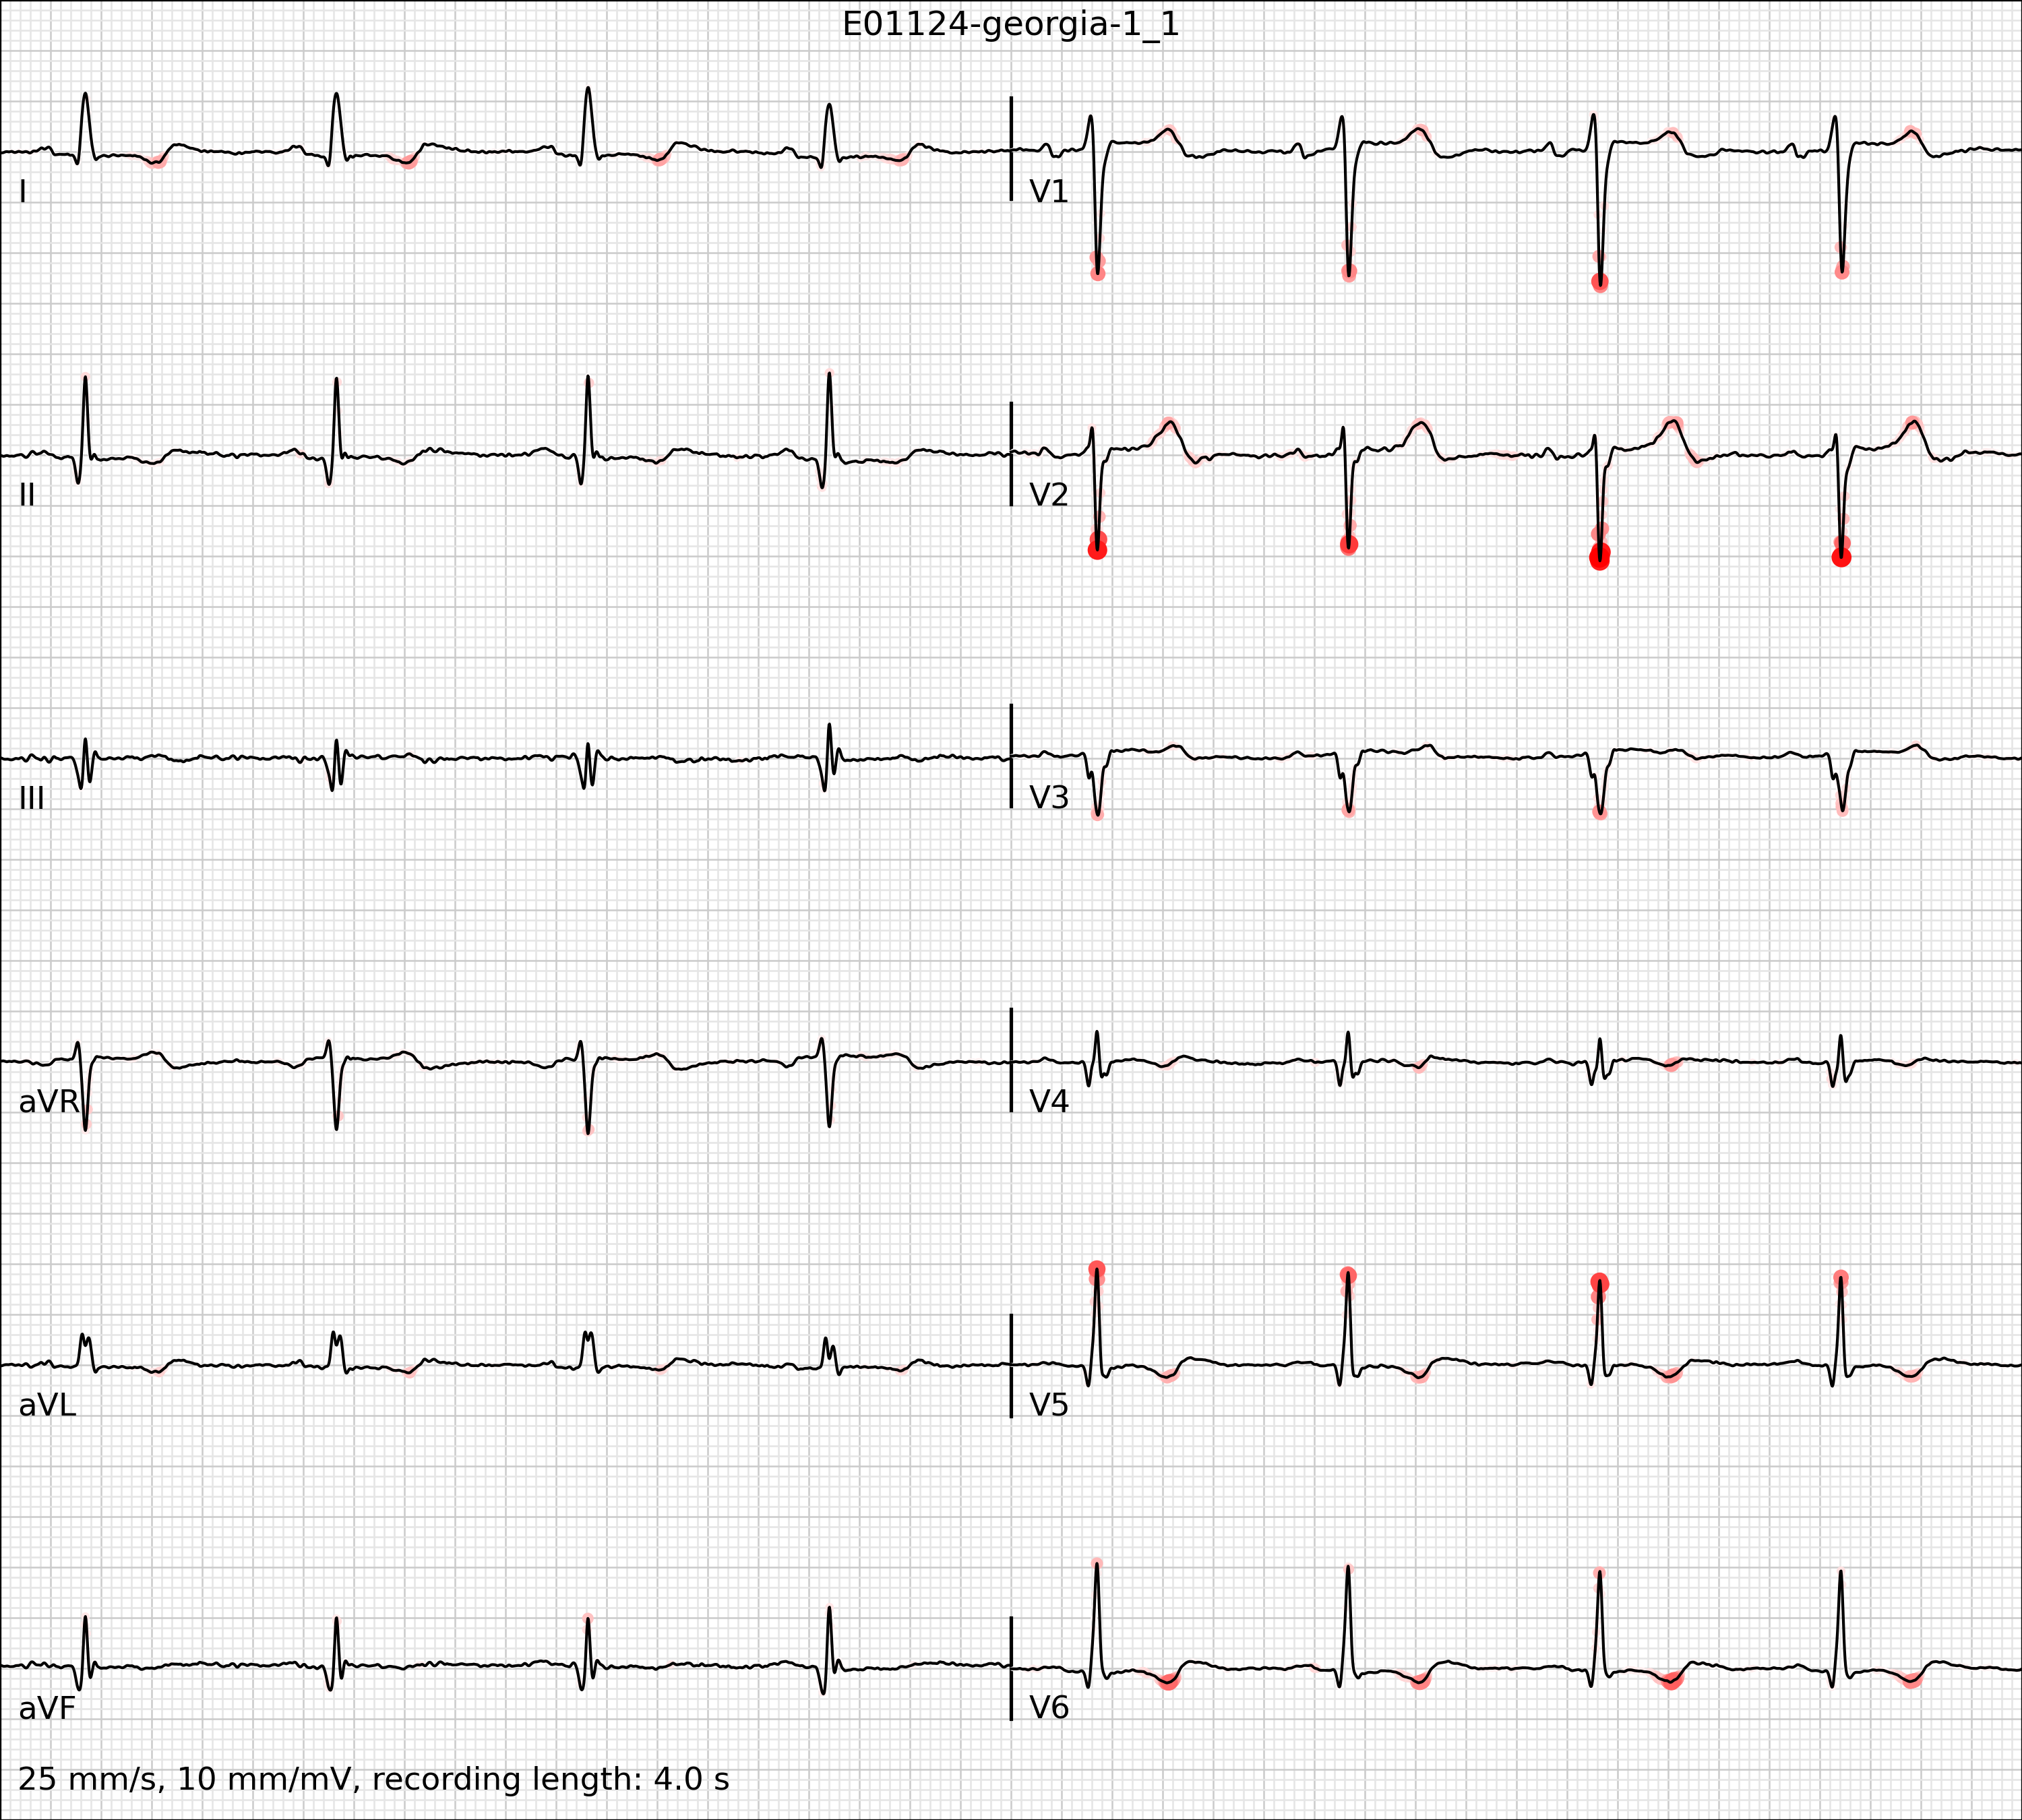 E01124-georgia-1_1
I
V1
II
V2
III
V3
aVR
V4
aVL
V5
aVF
V6
25 mm/s, 10 mm/mV, recording length: 4.0 s